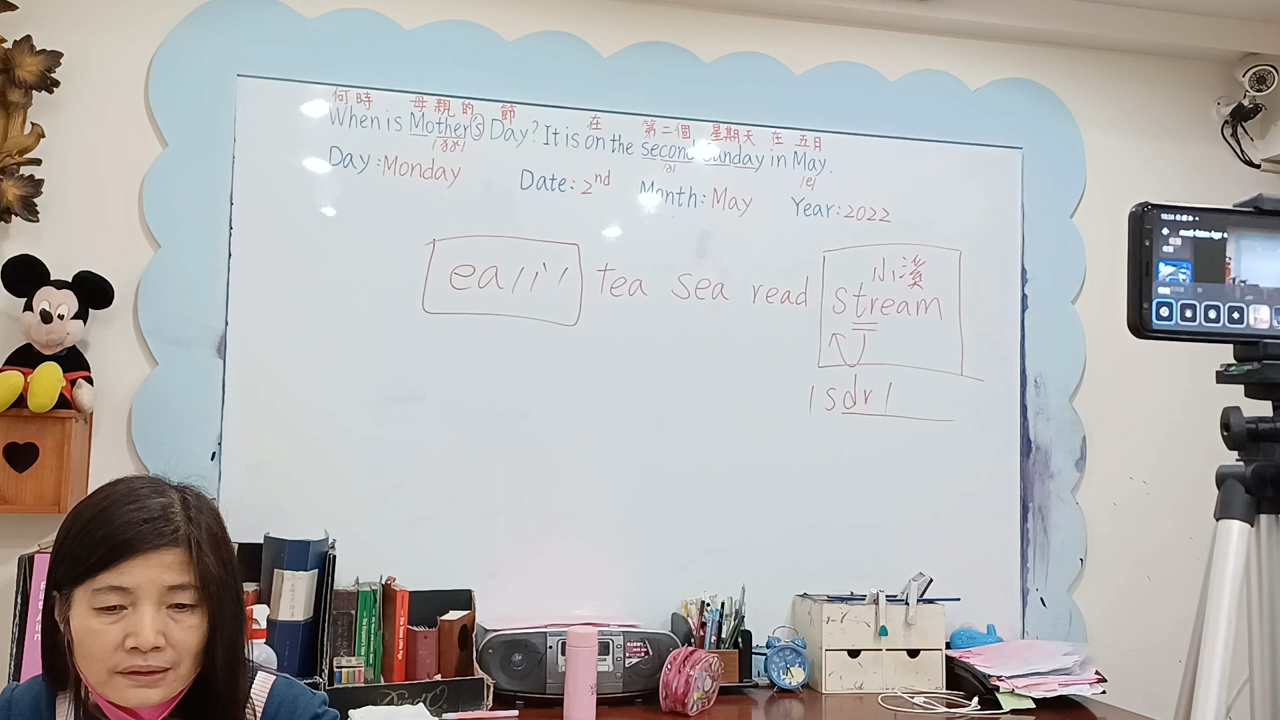 何時 母親的 節 在 第二個 星期天 在 五月
When is Mother's Day? It is on the second Sunday in May.
Day: Monday Date: 2nd Month: May Year: 2022
小溪
tea sea read stream
/sdr/